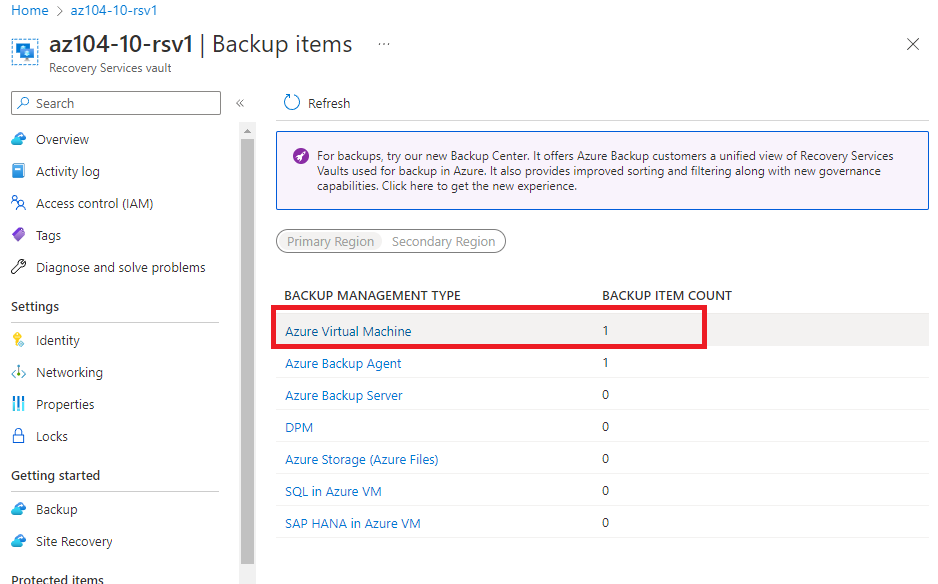 Home > az104-10-rsv1
az104-10-rsv1 | Backup items ...
Recovery Services vault
Search
«
Refresh
Overview
Activity log
Access control (IAM)
Tags
Diagnose and solve problems
Settings
Identity
Networking
Properties
Locks
Getting started
Backup
Site Recovery
Protected items
For backups, try our new Backup Center. It offers Azure Backup customers a unified view of Recovery Services
Vaults used for backup in Azure. It also provides improved sorting and filtering along with new governance
capabilities. Click here to get the new experience.
Primary Region Secondary Region
BACKUP MANAGEMENT TYPE BACKUP ITEM COUNT
Azure Virtual Machine 1
Azure Backup Agent 1
Azure Backup Server 0
DPM 0
Azure Storage (Azure Files) 0
SQL in Azure VM 0
SAP HANA in Azure VM 0